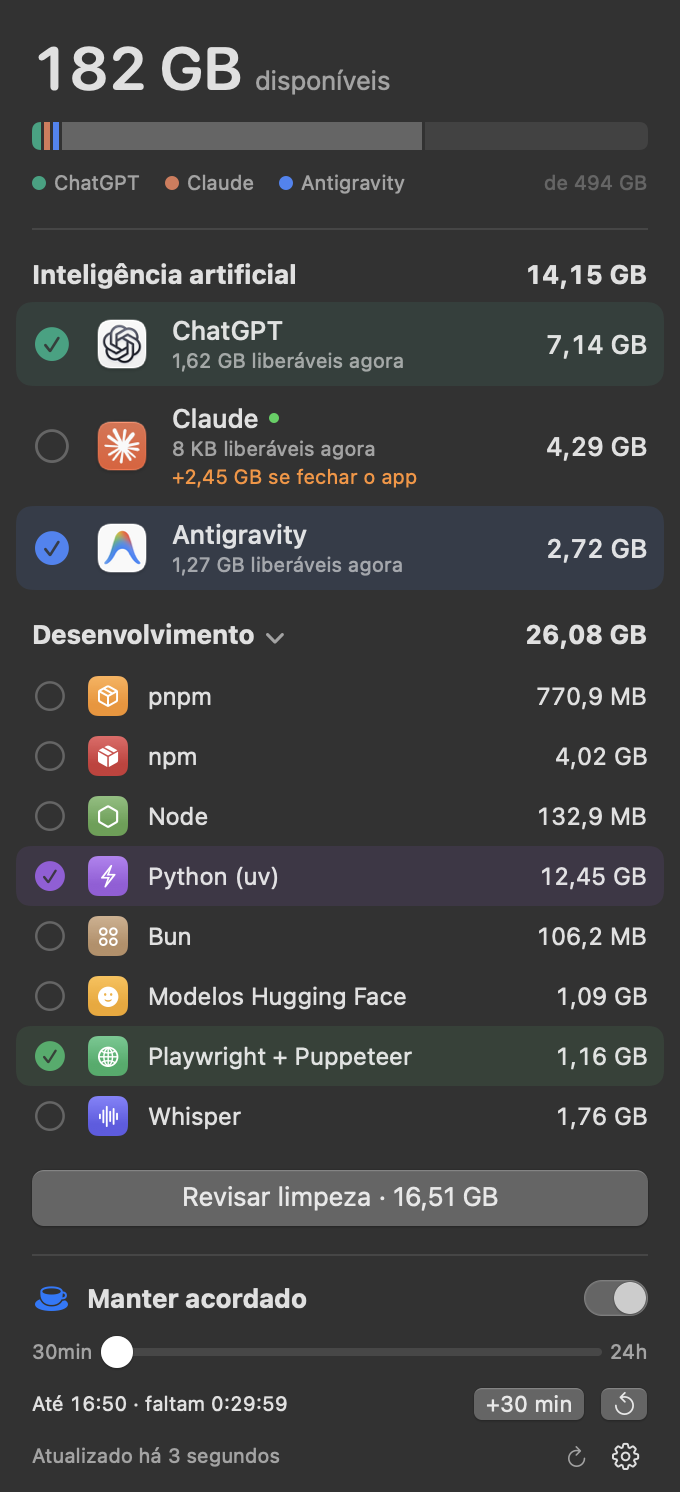 182 GB disponíveis
ChatGPT Claude Antigravity de 494 GB
Inteligência artificial 14,15 GB
ChatGPT
1,62 GB liberáveis agora
7,14 GB
Claude
8 KB liberáveis agora
+2,45 GB se fechar o app
4,29 GB
Antigravity
1,27 GB liberáveis agora
2,72 GB
Desenvolvimento 26,08 GB
pnpm 770,9 MB
npm 4,02 GB
Node 132,9 MB
Python (uv) 12,45 GB
Bun 106,2 MB
Modelos Hugging Face 1,09 GB
Playwright + Puppeteer 1,16 GB
Whisper 1,76 GB
Revisar limpeza · 16,51 GB
Manter acordado
30min 24h
Até 16:50 · faltam 0:29:59 +30 min
Atualizado há 3 segundos